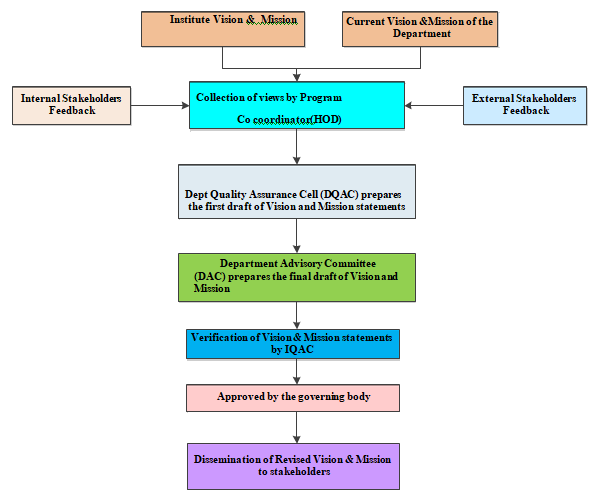 Institute Vision & Mission
Current Vision &Mission of the
Department
Internal Stakeholders
Feedback
Collection of views by Program
Co coordinator(HOD)
External Stakeholders
Feedback
Dept Quality Assurance Cell (DQAC) prepares
the first draft of Vision and Mission statements
Department Advisory Committee
(DAC) prepares the final draft of Vision and
Mission
Verification of Vision & Mission statements
by IQAC
Approved by the governing body
Dissemination of Revised Vision & Mission
to stakeholders